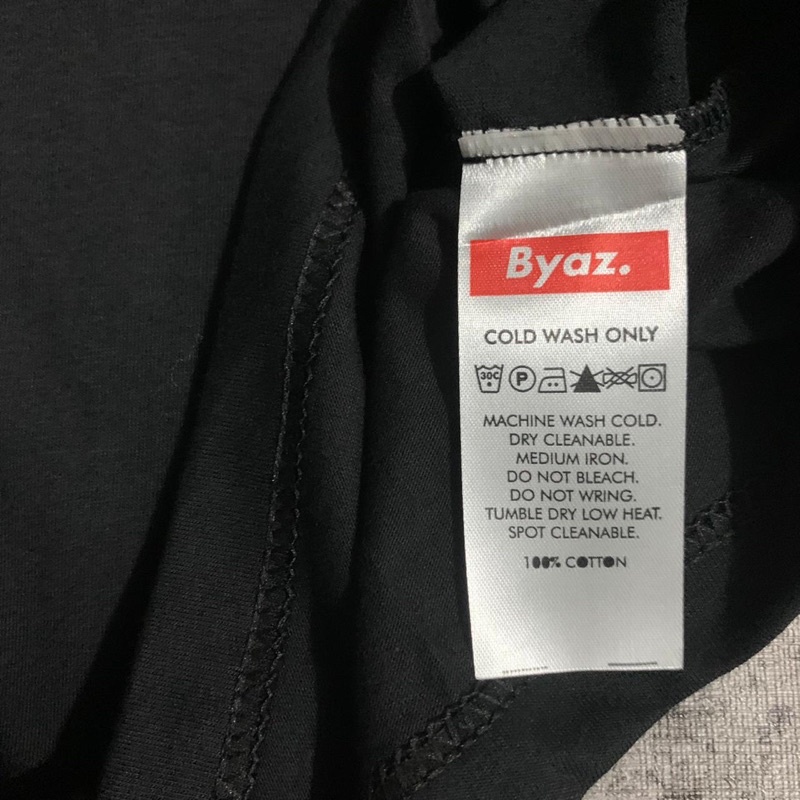 Byaz.
COLD WASH ONLY
30C P
MACHINE WASH COLD.
DRY CLEANABLE.
MEDIUM IRON.
DO NOT BLEACH.
DO NOT WRING.
TUMBLE DRY LOW HEAT.
SPOT CLEANABLE.
100% COTTON